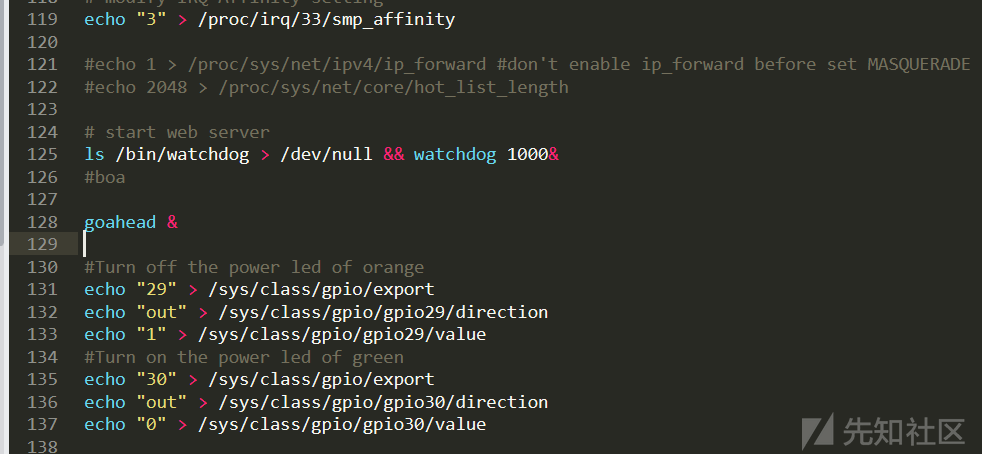 118 # modify IRQ Affinity setting
119 echo "3" > /proc/irq/33/smp_affinity
120
121 #echo 1 > /proc/sys/net/ipv4/ip_forward #don't enable ip_forward before set MASQUERADE
122 #echo 2048 > /proc/sys/net/core/hot_list_length
123
124 # start web server
125 ls /bin/watchdog > /dev/null && watchdog 1000&
126 #boa
127
128 goahead &
129
130 #Turn off the power led of orange
131 echo "29" > /sys/class/gpio/export
132 echo "out" > /sys/class/gpio/gpio29/direction
133 echo "1" > /sys/class/gpio/gpio29/value
134 #Turn on the power led of green
135 echo "30" > /sys/class/gpio/export
136 echo "out" > /sys/class/gpio/gpio30/direction
137 echo "0" > /sys/class/gpio/gpio30/value
138
先知社区